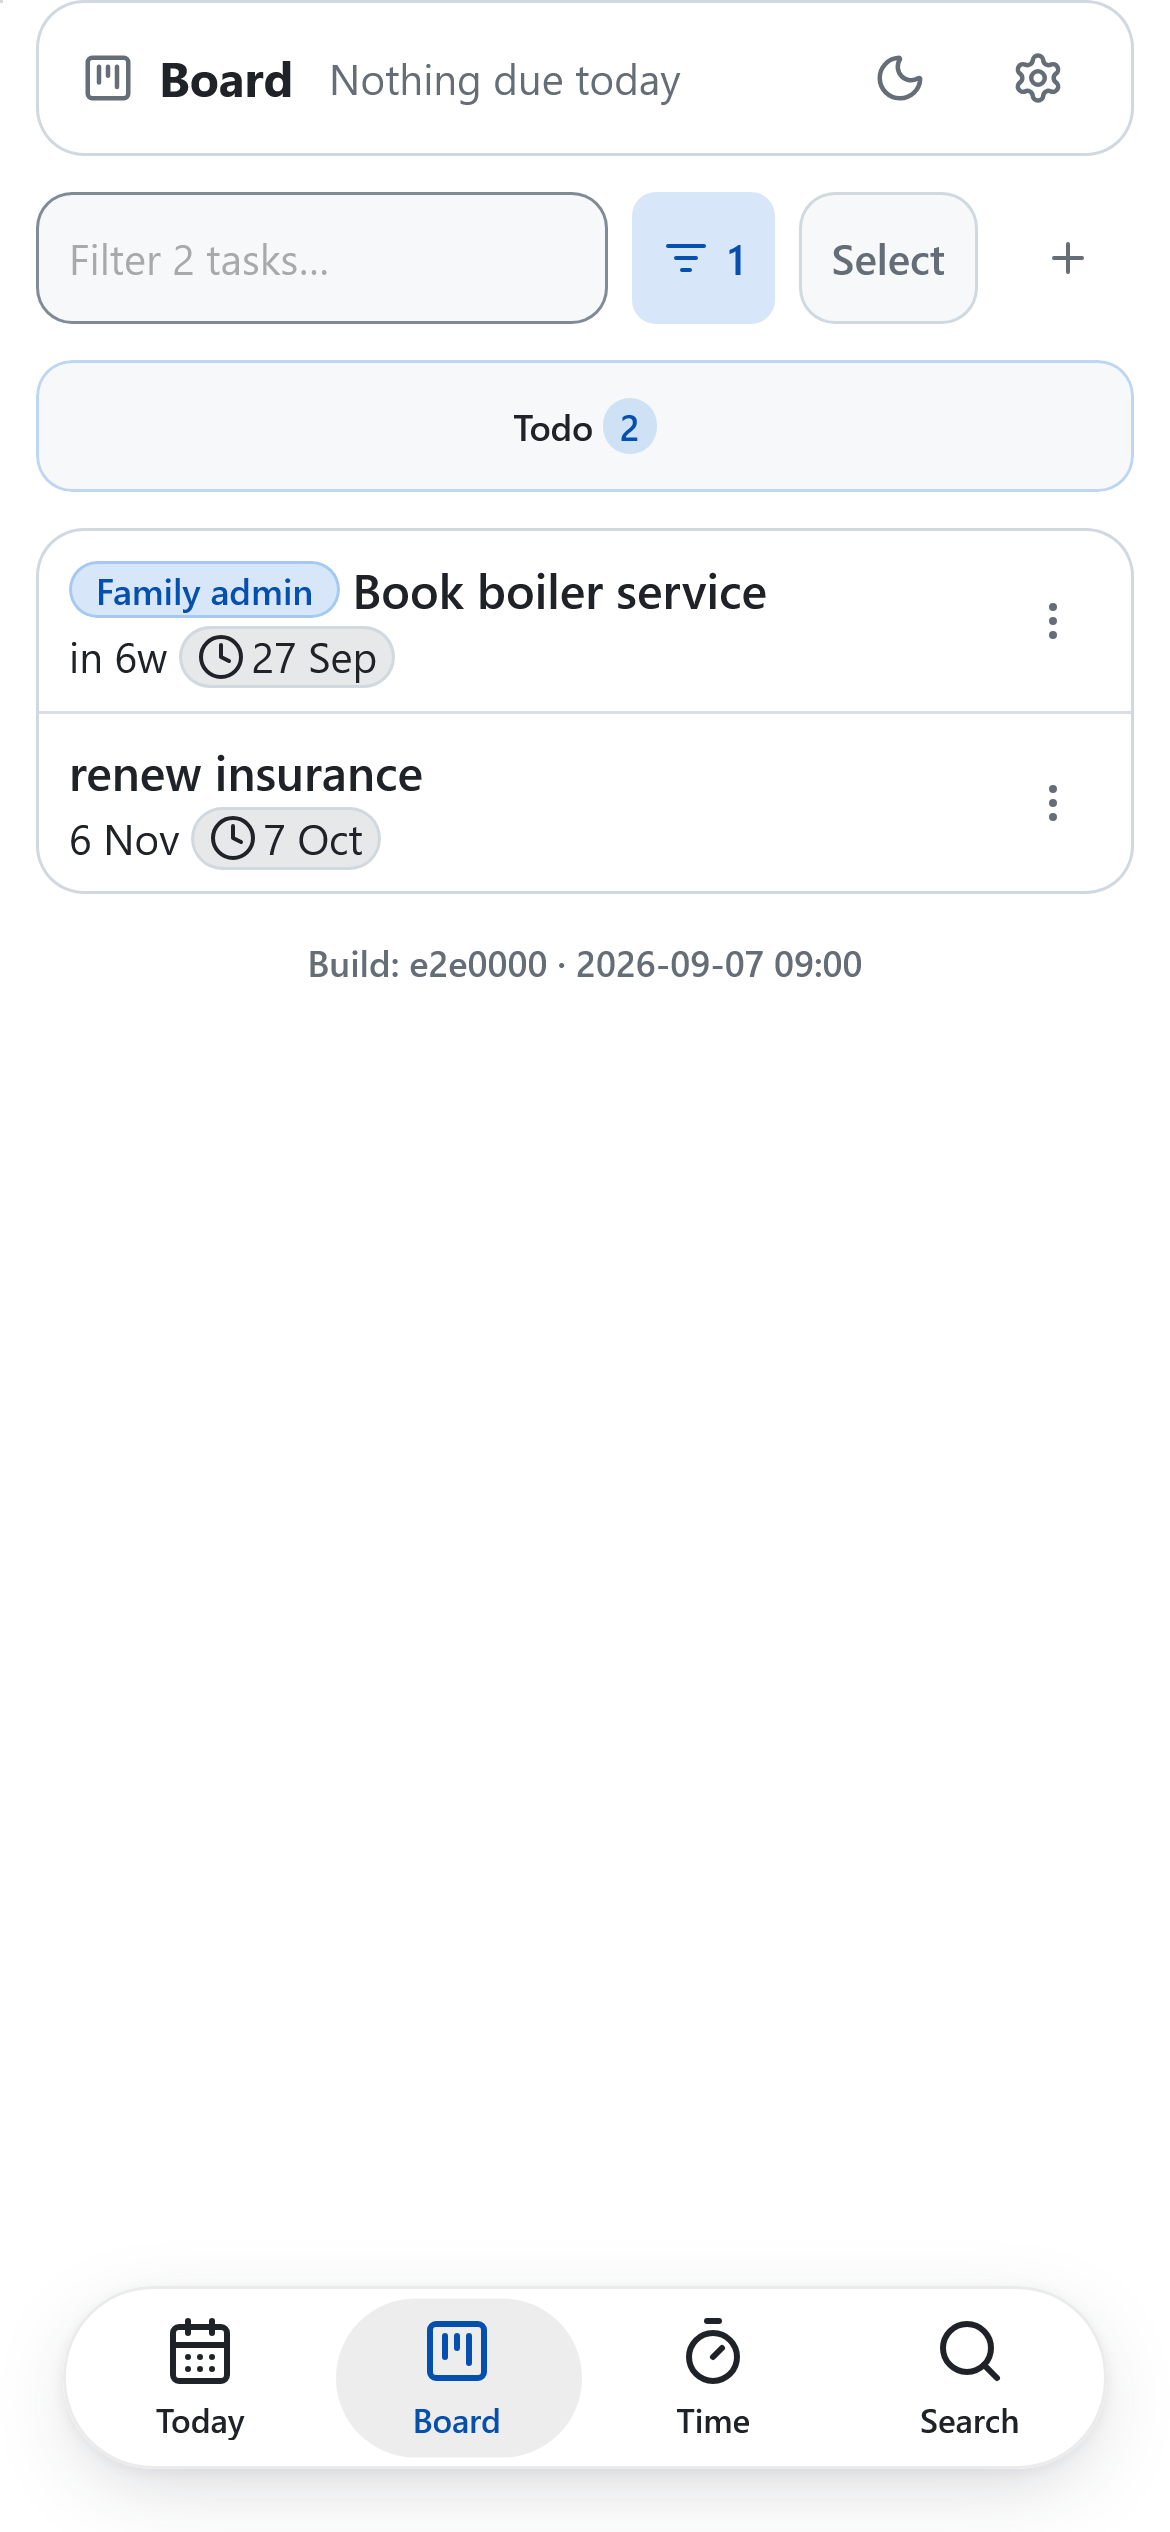 Board Nothing due today
Filter 2 tasks... 1 Select
Todo 2
Family admin Book boiler service
in 6w 27 Sep
renew insurance
6 Nov 7 Oct
Build: e2e0000 · 2026-09-07 09:00
Today Board Time Search